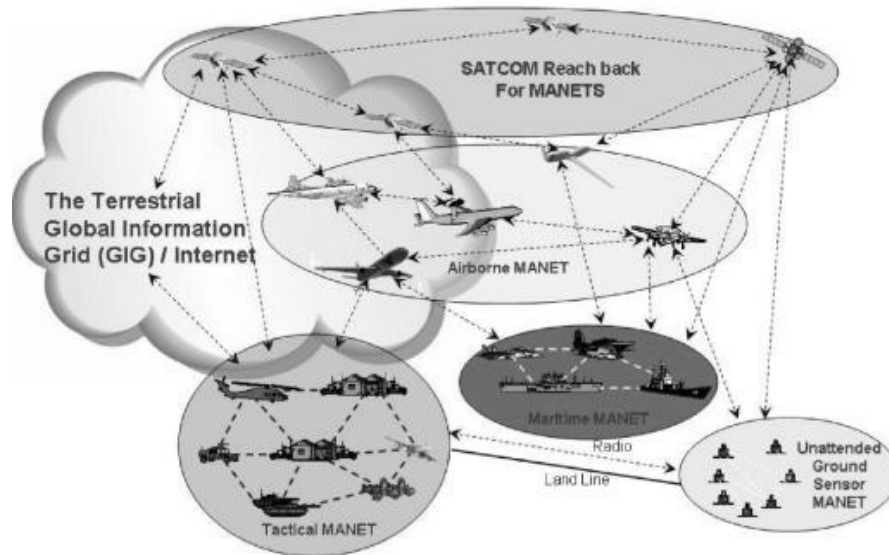 SATCOM Reach back
For MANETS
The Terrestrial
Global Information
Grid (GIG) / Internet
Airborne MANET
Maritime MANET
Radio
Land Line
Unattended
Ground
Sensor
MANET
Tactical MANET